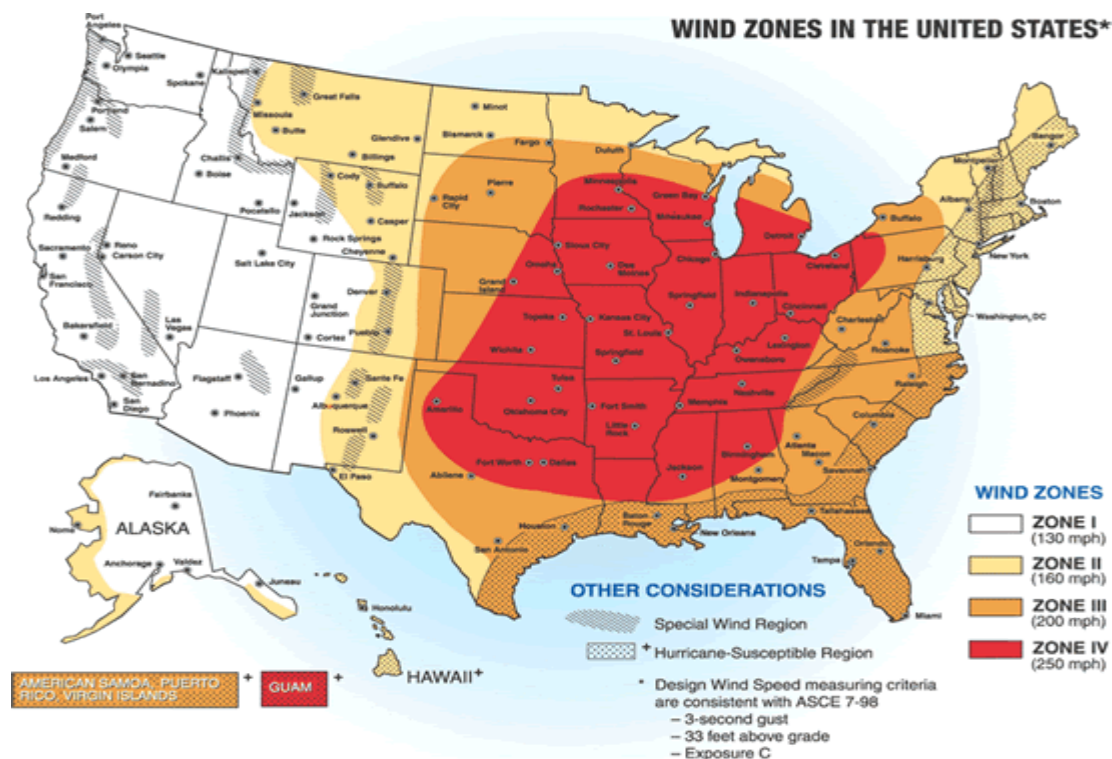 WIND ZONES IN THE UNITED STATES*
Port
Angeles
Seattle
Olympia
Spokane
Kalispell
Great Falls
Minot
Portland
Salem
Missoula
Butte
Glendive
Bismarck
Fargo
Duluth
Bangor
Montpelier
Medford
Challis
Boise
Billings
Cody
Buffalo
Rapid
City
Pierre
Minneapolis
Green Bay
Albany
Boston
Redding
Pocatello
Jackson
Casper
Rochester
Milwaukee
Detroit
Buffalo
Sacramento
Reno
Carson City
Salt Lake City
Rock Springs
Cheyenne
Sioux City
Omaha
Des
Moines
Chicago
Cleveland
Harrisburg
New York
San
Francisco
Grand
Junction
Denver
Grand
Island
Springfield
Indianapolis
Cincinnati
Washington, DC
Bakersfield
Las
Vegas
Cortez
Pueblo
Topeka
Kansas City
St. Louis
Charleston
Wichita
Springfield
Owensboro
Lexington
Roanoke
Los Angeles
San
Bernadino
Flagstaff
Gallup
Sante Fe
Tulsa
Nashville
Raleigh
San
Diego
Phoenix
Albuquerque
Amarillo
Oklahoma City
Fort Smith
Memphis
Columbia
Roswell
Little
Rock
Birmingham
Atlanta
Macon
El Paso
Abilene
Fort Worth
Dallas
Jackson
Montgomery
Savannah
Houston
Baton
Rouge
New Orleans
Tallahassee
San Antonio
Orlando
Tampa
Miami
Fairbanks
Nome
ALASKA
Anchorage
Valdez
Juneau
Honolulu
HAWAII+
AMERICAN SAMOA, PUERTO
RICO, VIRGIN ISLANDS
+
GUAM
+
OTHER CONSIDERATIONS
Special Wind Region
+ Hurricane-Susceptible Region
* Design Wind Speed measuring criteria
are consistent with ASCE 7-98
– 3-second gust
– 33 feet above grade
– Exposure C
WIND ZONES
ZONE I
(130 mph)
ZONE II
(160 mph)
ZONE III
(200 mph)
ZONE IV
(250 mph)